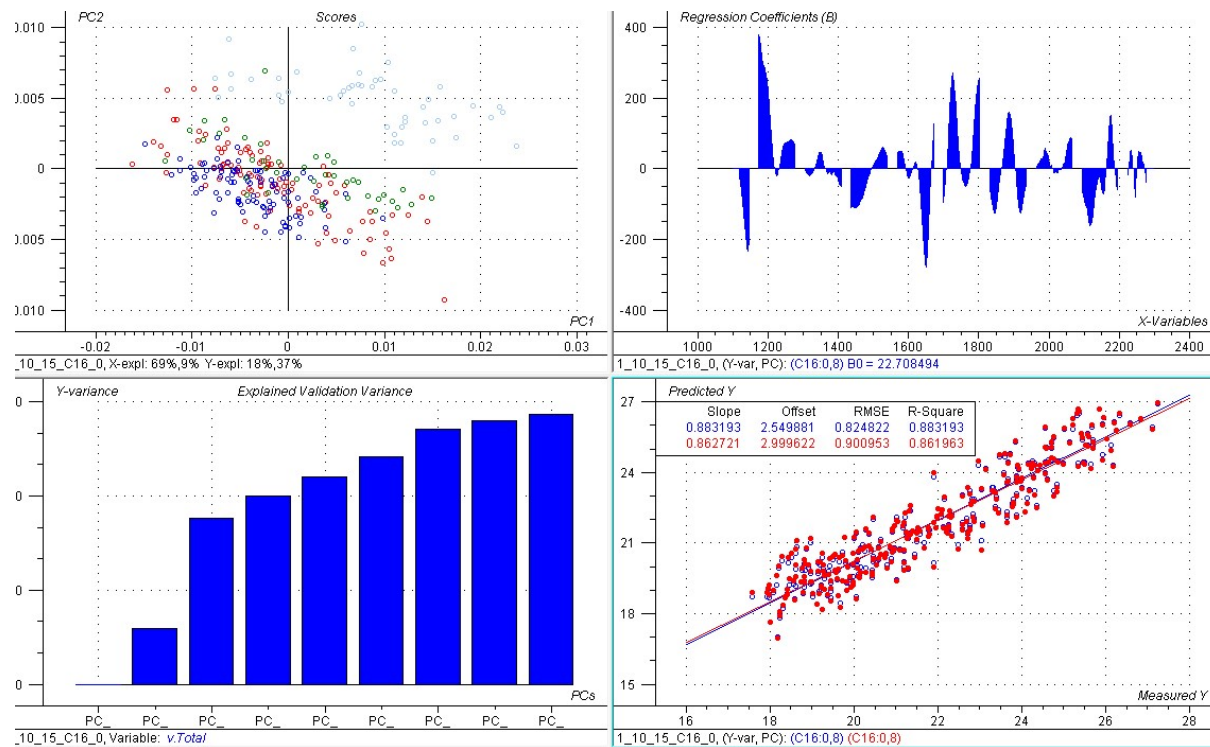 PC2 Scores
0.010
0.005
0
0.005
0.010
PC1
-0.02 -0.01 0 0.01 0.02 0.03
_10_15_C16_0, X-expl: 69%,9% Y-expl: 18%,37%
Regression Coefficients (B)
400
200
0
-200
-400
X-Variables
1000 1200 1400 1600 1800 2000 2200 2400
1_10_15_C16_0, (Y-var, PC): (C16:0,8) B0 = 22.708494
Y-variance Explained Validation Variance
0
0
0
0
PCs
PC_ PC_ PC_ PC_ PC_ PC_ PC_ PC_ PC_
_10_15_C16_0, Variable: v.Total
Predicted Y
27
Slope Offset RMSE R-Square
0.883193 2.549881 0.824822 0.883193
0.862721 2.999622 0.900953 0.861963
24
21
18
15
Measured Y
16 18 20 22 24 26 28
1_10_15_C16_0, (Y-var, PC): (C16:0,8) (C16:0,8)